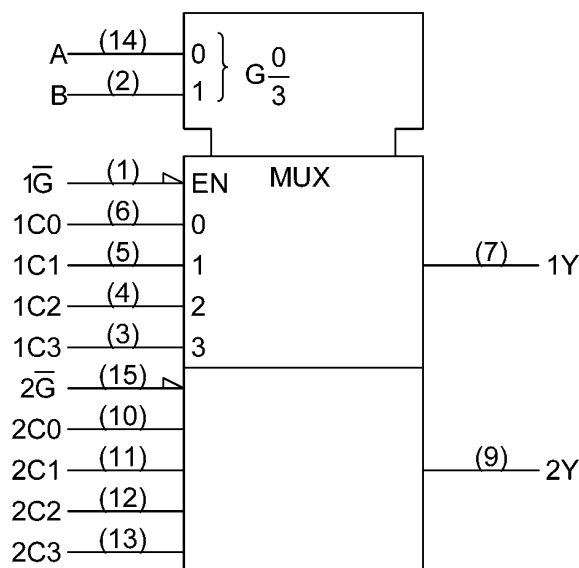 A (14) 0 G 0/3
B (2) 1
MUX
1G̅ (1) EN
1C0 (6) 0
1C1 (5) 1 (7) 1Y
1C2 (4) 2
1C3 (3) 3
2G̅ (15)
2C0 (10)
2C1 (11) (9) 2Y
2C2 (12)
2C3 (13)